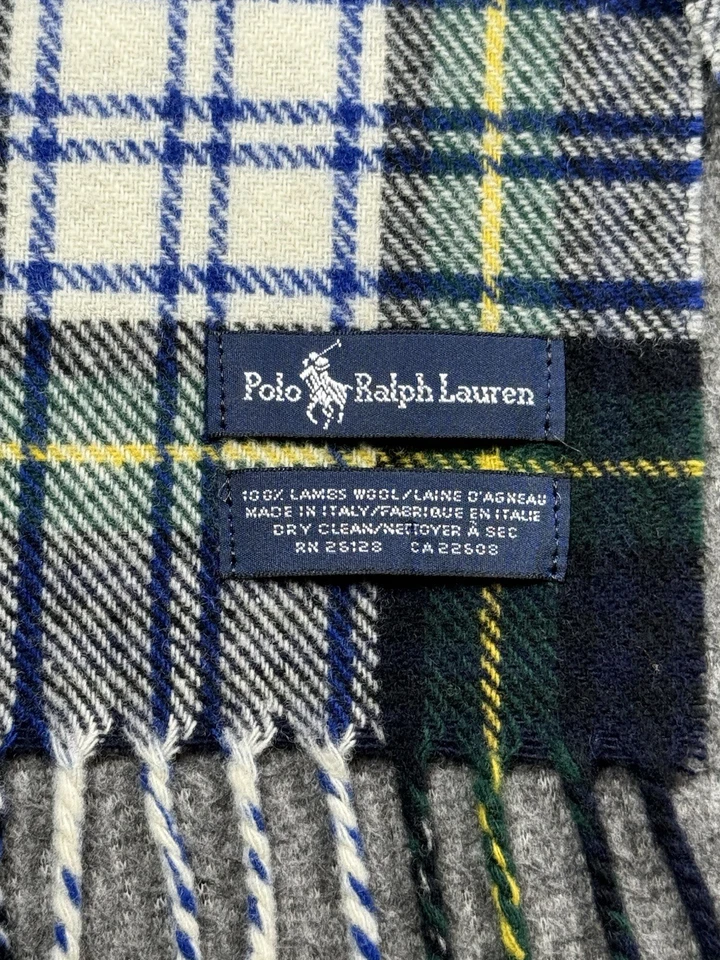 Polo Ralph Lauren
100% LAMBS WOOL/LAINE D'AGNEAU
MADE IN ITALY/FABRIQUE EN ITALIE
DRY CLEAN/NETTOYER À SEC
RN 26128 CA 22608